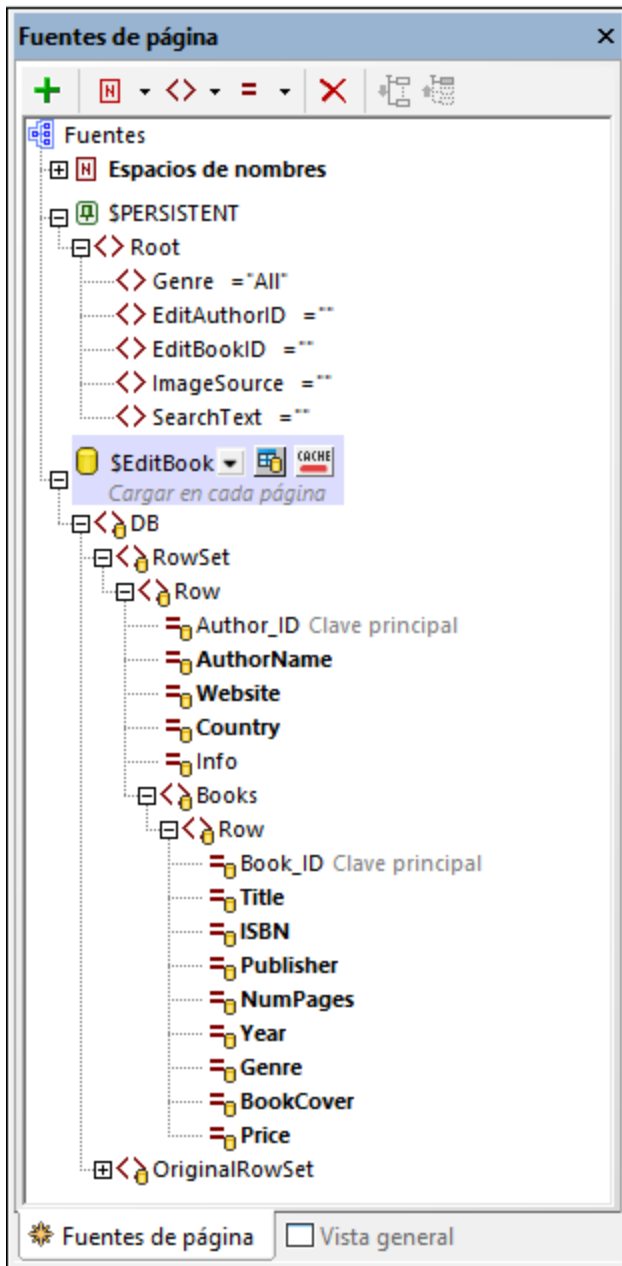 Fuentes de página
Fuentes
Espacios de nombres
$PERSISTENT
Root
Genre ="All"
EditAuthorID =""
EditBookID =""
ImageSource =""
SearchText =""
$EditBook CACHE
Cargar en cada página
DB
RowSet
Row
Author_ID Clave principal
AuthorName
Website
Country
Info
Books
Row
Book_ID Clave principal
Title
ISBN
Publisher
NumPages
Year
Genre
BookCover
Price
OriginalRowSet
Fuentes de página Vista general